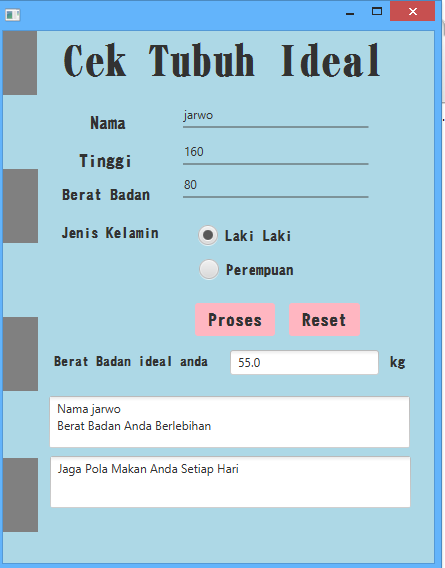 Cek Tubuh Ideal
Nama jarwo
Tinggi 160
Berat Badan 80
Jenis Kelamin Laki Laki
Perempuan
Proses Reset
Berat Badan ideal anda 55.0 kg
Nama jarwo
Berat Badan Anda Berlebihan
Jaga Pola Makan Anda Setiap Hari